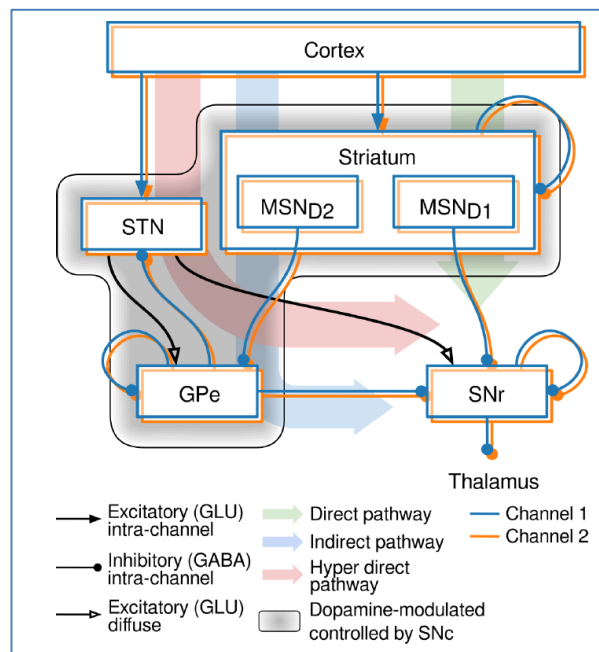 Cortex
Striatum
MSND2
MSND1
STN
GPe
SNr
Thalamus
Excitatory (GLU)
intra-channel
Inhibitory (GABA)
intra-channel
Excitatory (GLU)
diffuse
Direct pathway
Indirect pathway
Hyper direct
pathway
Dopamine-modulated
controlled by SNc
Channel 1
Channel 2